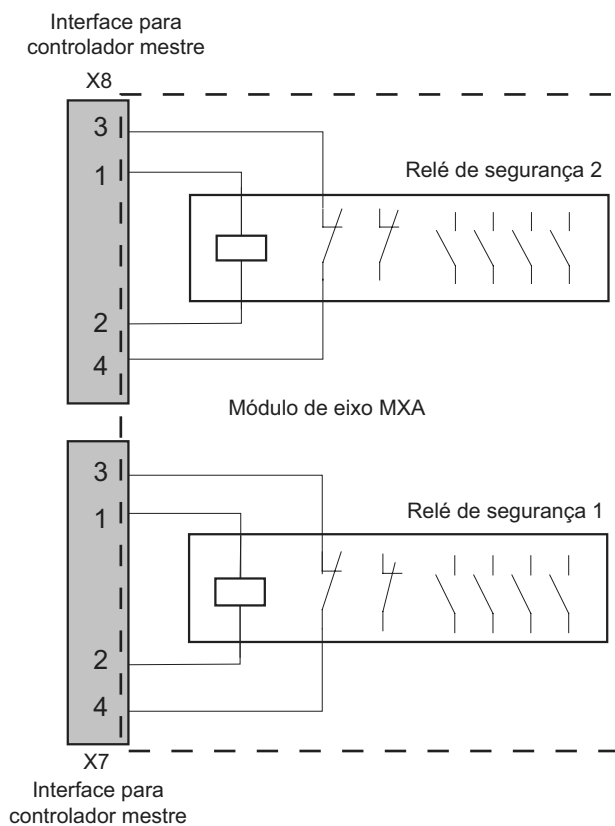 Interface para
controlador mestre
X8
3
1
Relé de segurança 2
2
4
Módulo de eixo MXA
3
1
Relé de segurança 1
2
4
X7
Interface para
controlador mestre